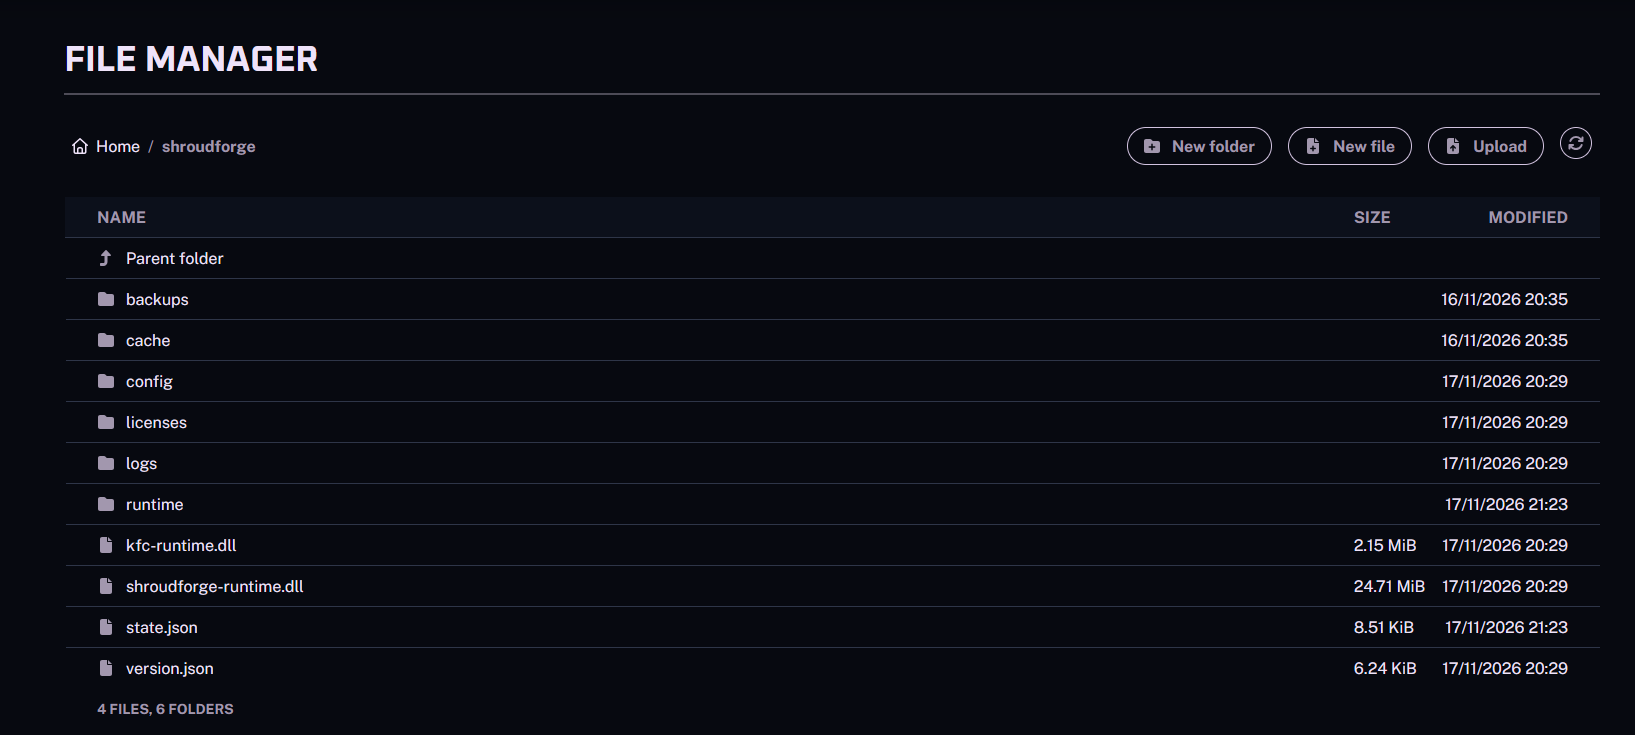 FILE MANAGER
Home / shroudforge
New folder
New file
Upload
NAME SIZE MODIFIED
Parent folder
backups 16/11/2026 20:35
cache 16/11/2026 20:35
config 17/11/2026 20:29
licenses 17/11/2026 20:29
logs 17/11/2026 20:29
runtime 17/11/2026 21:23
kfc-runtime.dll 2.15 MiB 17/11/2026 20:29
shroudforge-runtime.dll 24.71 MiB 17/11/2026 20:29
state.json 8.51 KiB 17/11/2026 21:23
version.json 6.24 KiB 17/11/2026 20:29
4 FILES, 6 FOLDERS